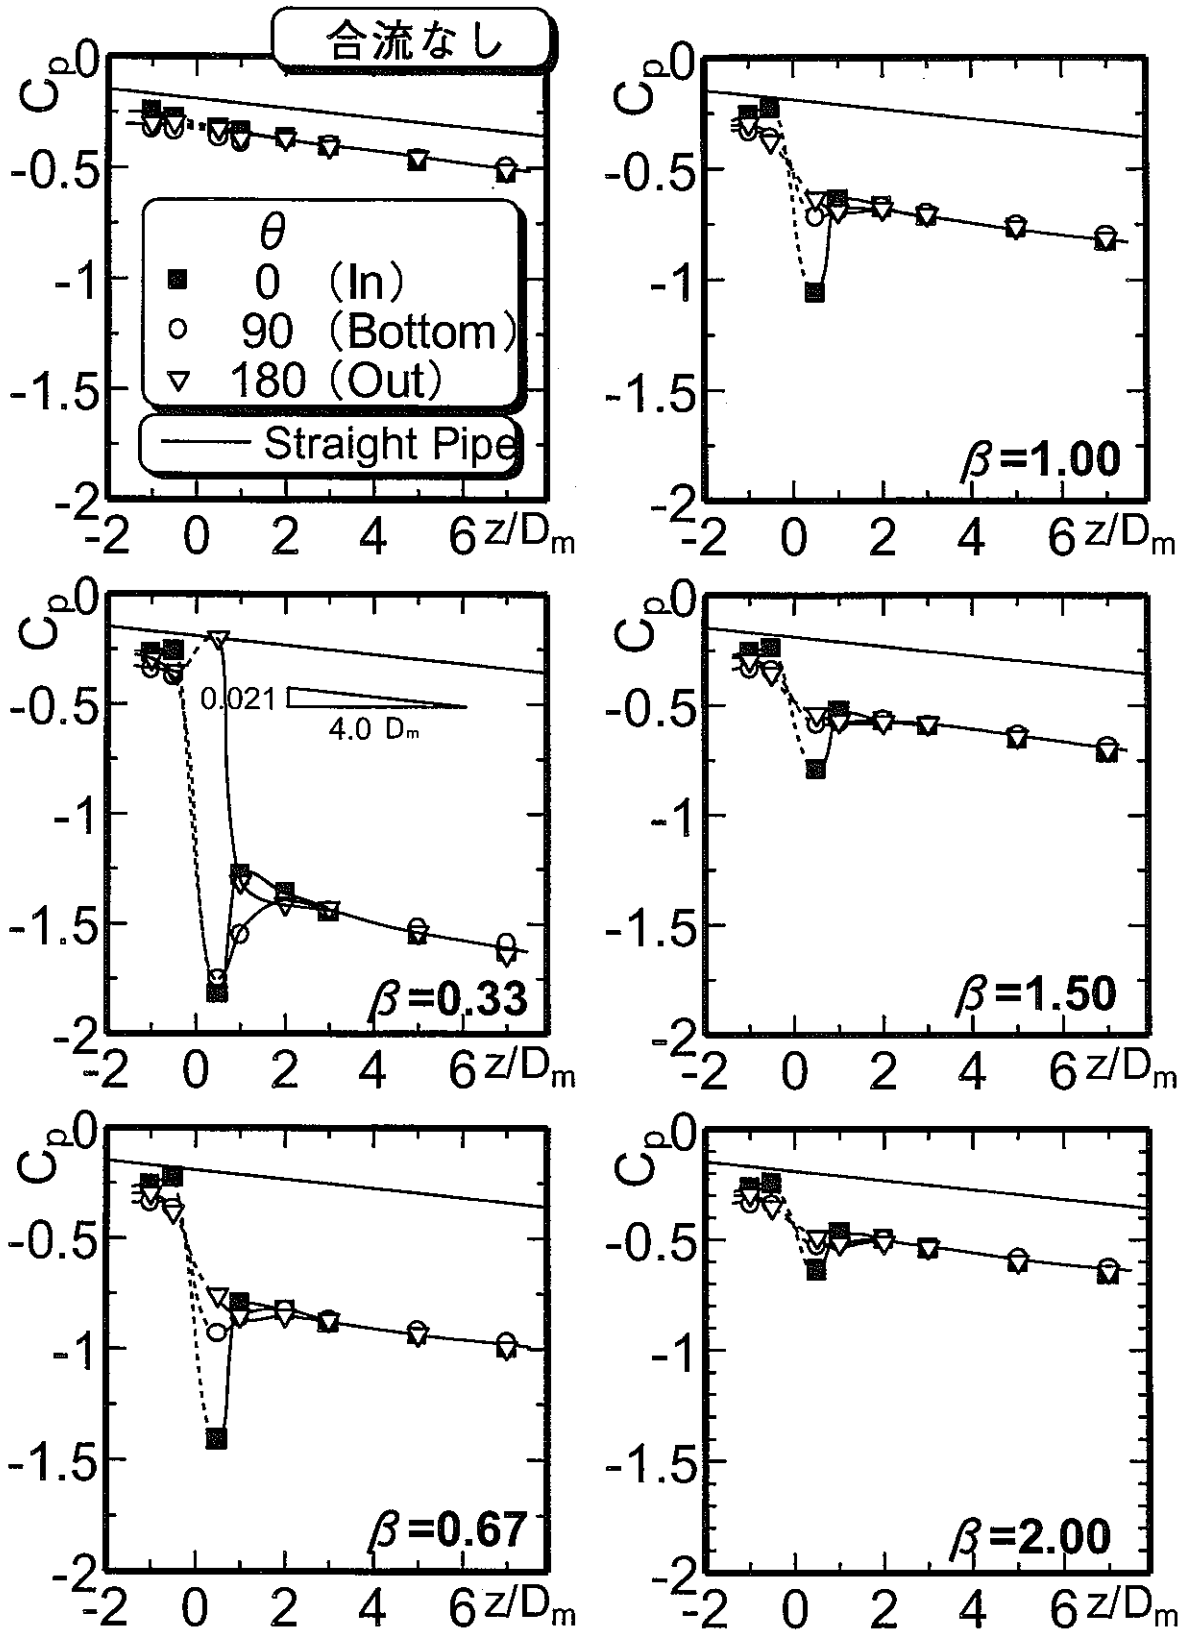 合流なし
C_p
0
-0.5
-1
-1.5
-2
θ
0 (In)
90 (Bottom)
180 (Out)
Straight Pipe
-2 0 2 4 6 z/D_m
C_p
0
-0.5
-1
-1.5
-2
β=1.00
-2 0 2 4 6 z/D_m
C_p
0
-0.5
-1
-1.5
-2
0.021
4.0 D_m
β=0.33
-2 0 2 4 6 z/D_m
C_p
0
-0.5
-1
-1.5
-2
β=1.50
-2 0 2 4 6 z/D_m
C_p
0
-0.5
-1
-1.5
-2
β=0.67
-2 0 2 4 6 z/D_m
C_p
0
-0.5
-1
-1.5
-2
β=2.00
-2 0 2 4 6 z/D_m